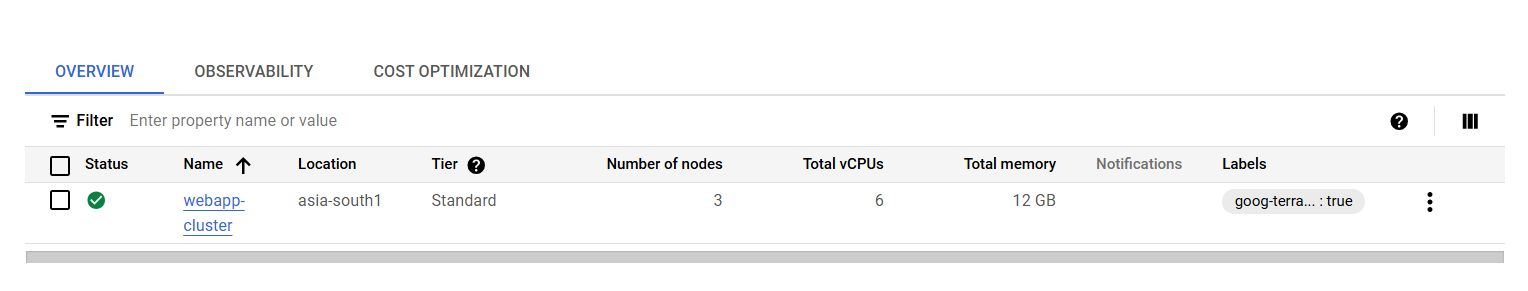 OVERVIEW OBSERVABILITY COST OPTIMIZATION
Filter Enter property name or value
Status Name Location Tier Number of nodes Total vCPUs Total memory Notifications Labels
webapp- asia-south1 Standard 3 6 12 GB goog-terra... : true
cluster